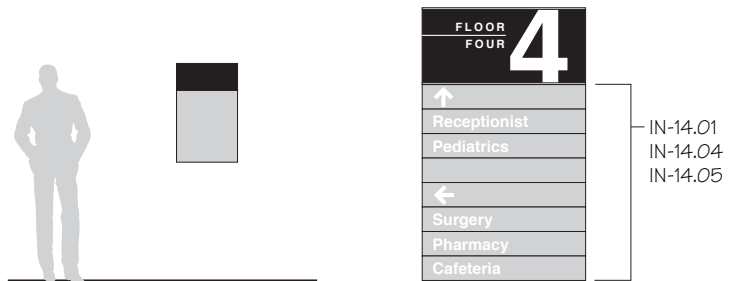 FLOOR
FOUR
4
↑
Receptionist
Pediatrics
←
Surgery
Pharmacy
Cafeteria
IN-14.01
IN-14.04
IN-14.05